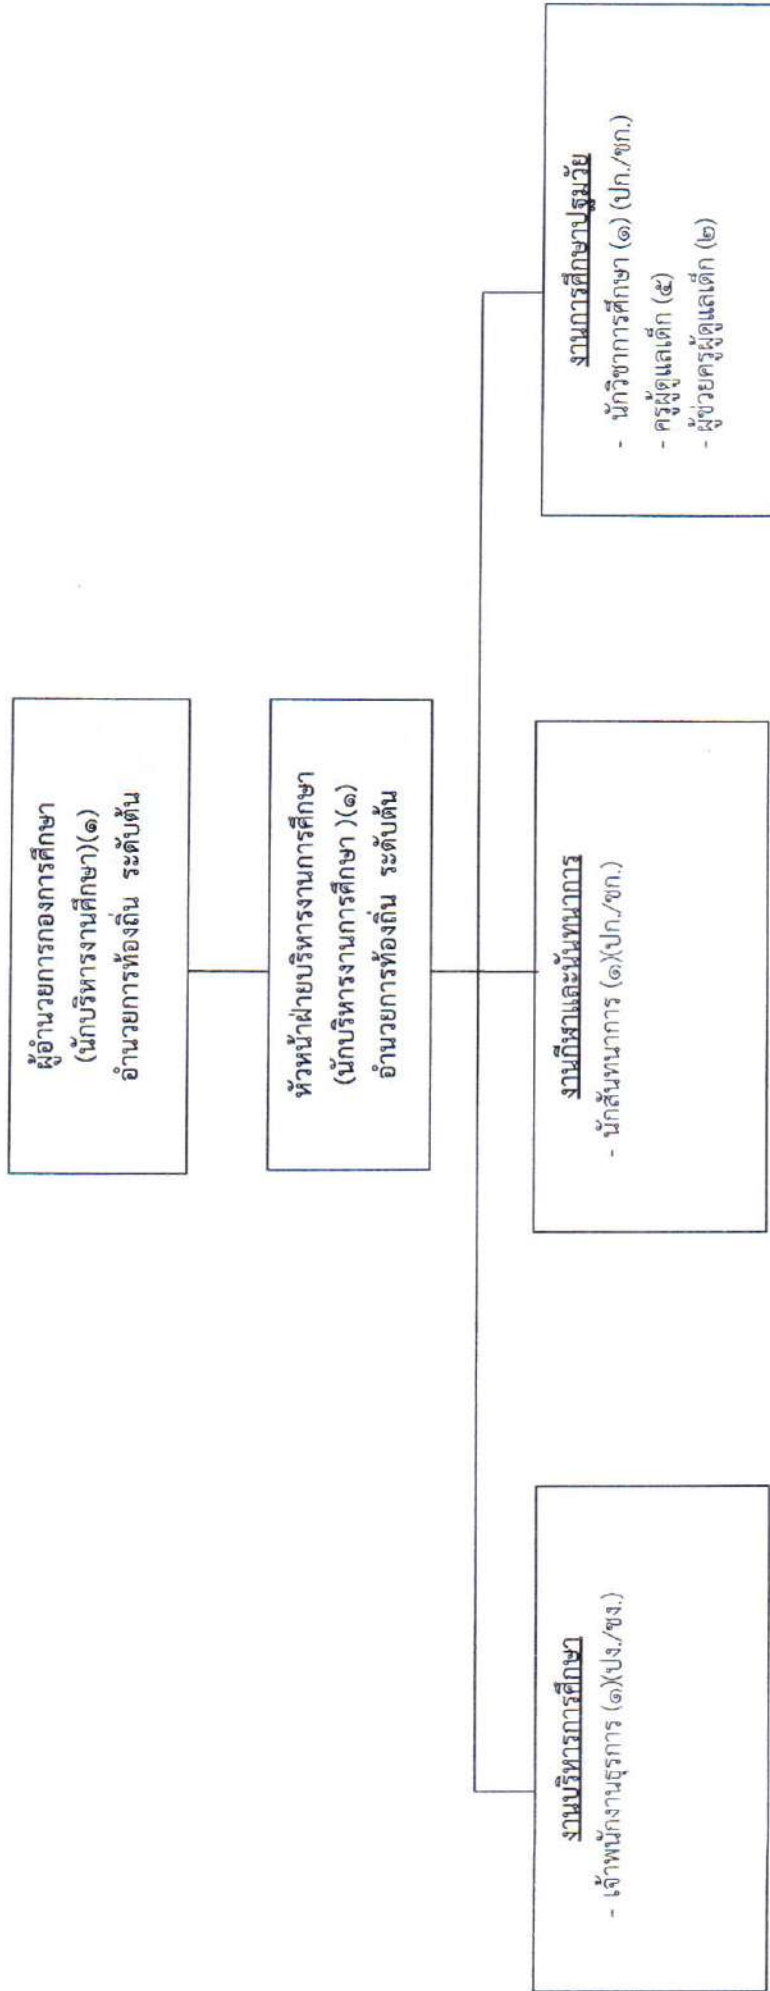 ผู้อำนวยการกองการศึกษา
(นักบริหารงานศึกษา)(๑)
อำนวยการท้องถิ่น ระดับต้น
หัวหน้าฝ่ายบริหารงานการศึกษา
(นักบริหารงานการศึกษา )(๑)
อำนวยการท้องถิ่น ระดับต้น
งานบริหารการศึกษา
- เจ้าพนักงานธุรการ (๑)(ปง./ชง.)
งานกีฬาและนันทนาการ
- นักสันทนาการ (๑)(ปก./ชก.)
งานการศึกษาปฐมวัย
- นักวิชาการศึกษา (๑) (ปก./ชก.)
- ครูผู้ดูแลเด็ก (๕)
- ผู้ช่วยครูผู้ดูแลเด็ก (๒)